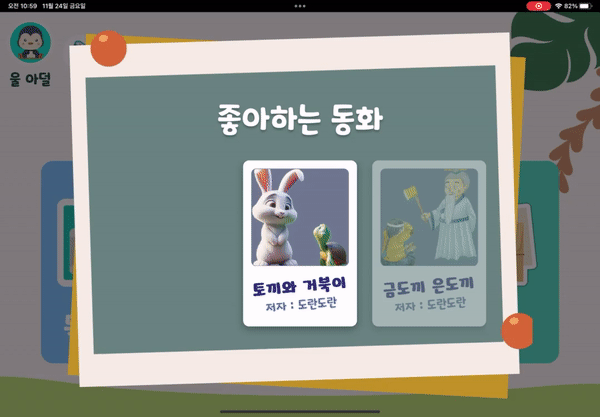 오전 10:59 11월 24일 금요일
82%
울 아덜
좋아하는 동화
토끼와 거북이
저자 : 도란도란
금도끼 은도끼
저자 : 도란도란